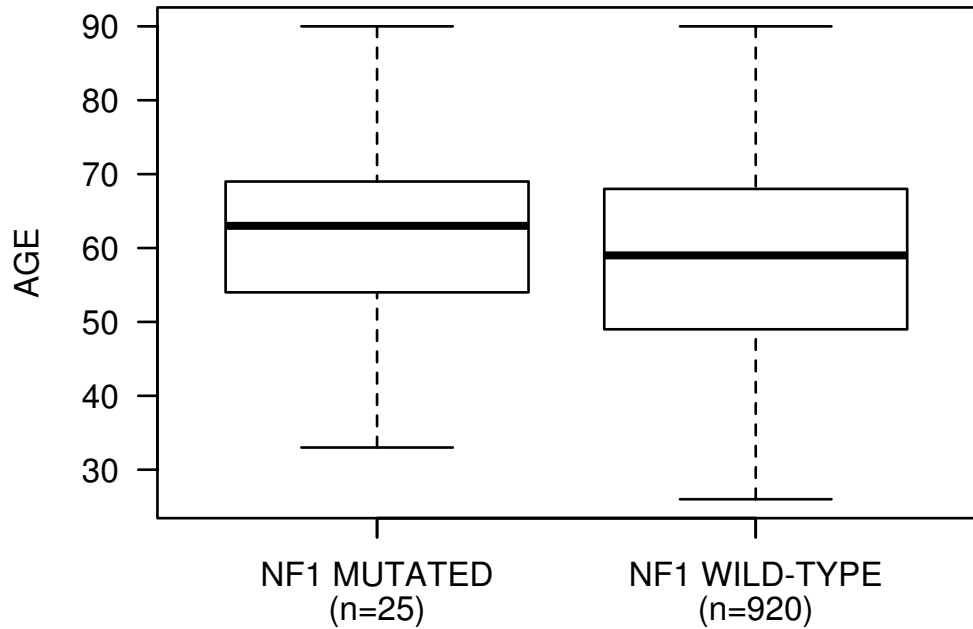 90
80
70
60
50
40
30
AGE
NF1 MUTATED
(n=25)
NF1 WILD-TYPE
(n=920)